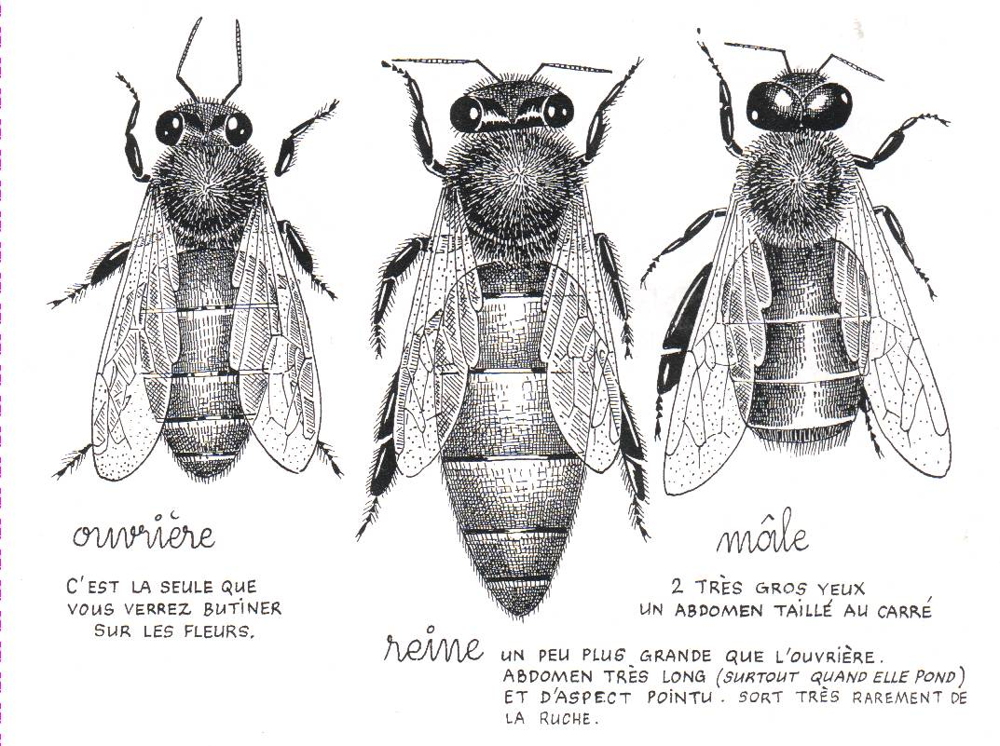 ouvrière
C'EST LA SEULE QUE
VOUS VERREZ BUTINER
SUR LES FLEURS.
mâle
2 TRÈS GROS YEUX
UN ABDOMEN TAILLÉ AU CARRÉ
reine UN PEU PLUS GRANDE QUE L'OUVRIÈRE.
ABDOMEN TRÈS LONG (SURTOUT QUAND ELLE POND)
ET D'ASPECT POINTU. SORT TRÈS RAREMENT DE
LA RUCHE.